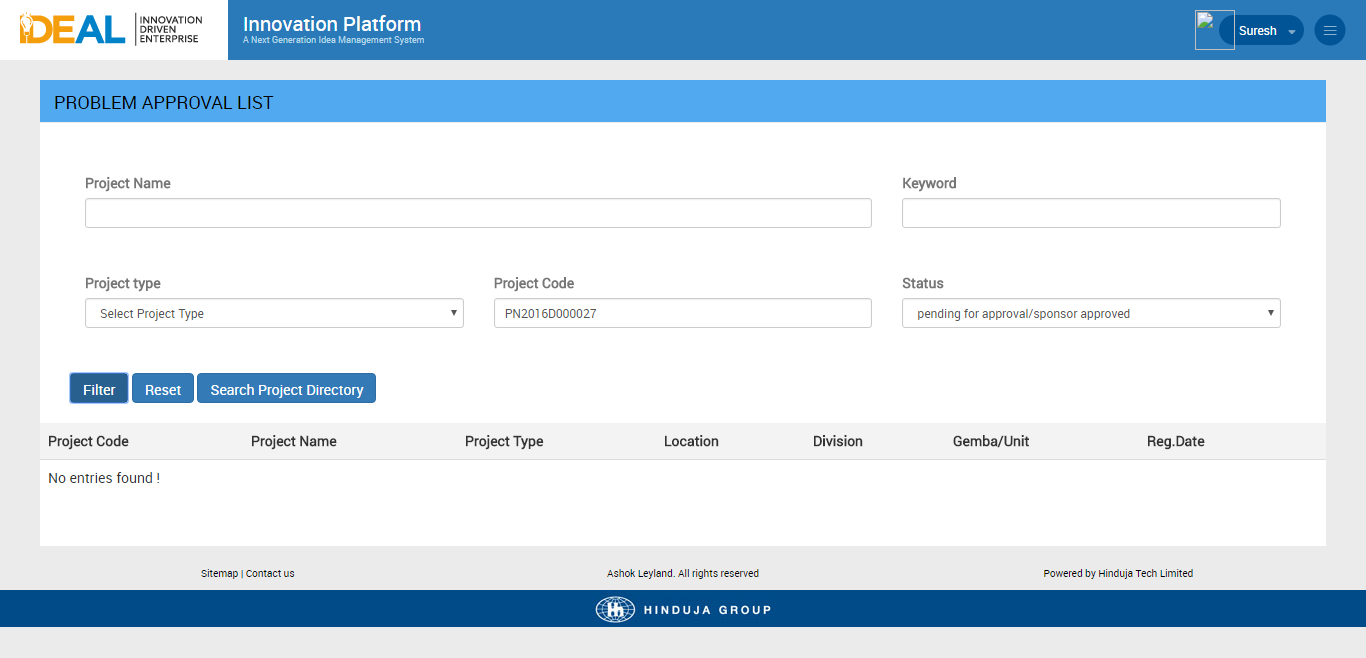 IDEAL INNOVATION
DRIVEN
ENTERPRISE
Innovation Platform
A Next Generation Idea Management System
Suresh
PROBLEM APPROVAL LIST
Project Name Keyword
Project type Project Code Status
Select Project Type PN2016D000027 pending for approval/sponsor approved
Filter Reset Search Project Directory
Project Code Project Name Project Type Location Division Gemba/Unit Reg.Date
No entries found !
Sitemap | Contact us Ashok Leyland. All rights reserved Powered by Hinduja Tech Limited
HINDUJA GROUP